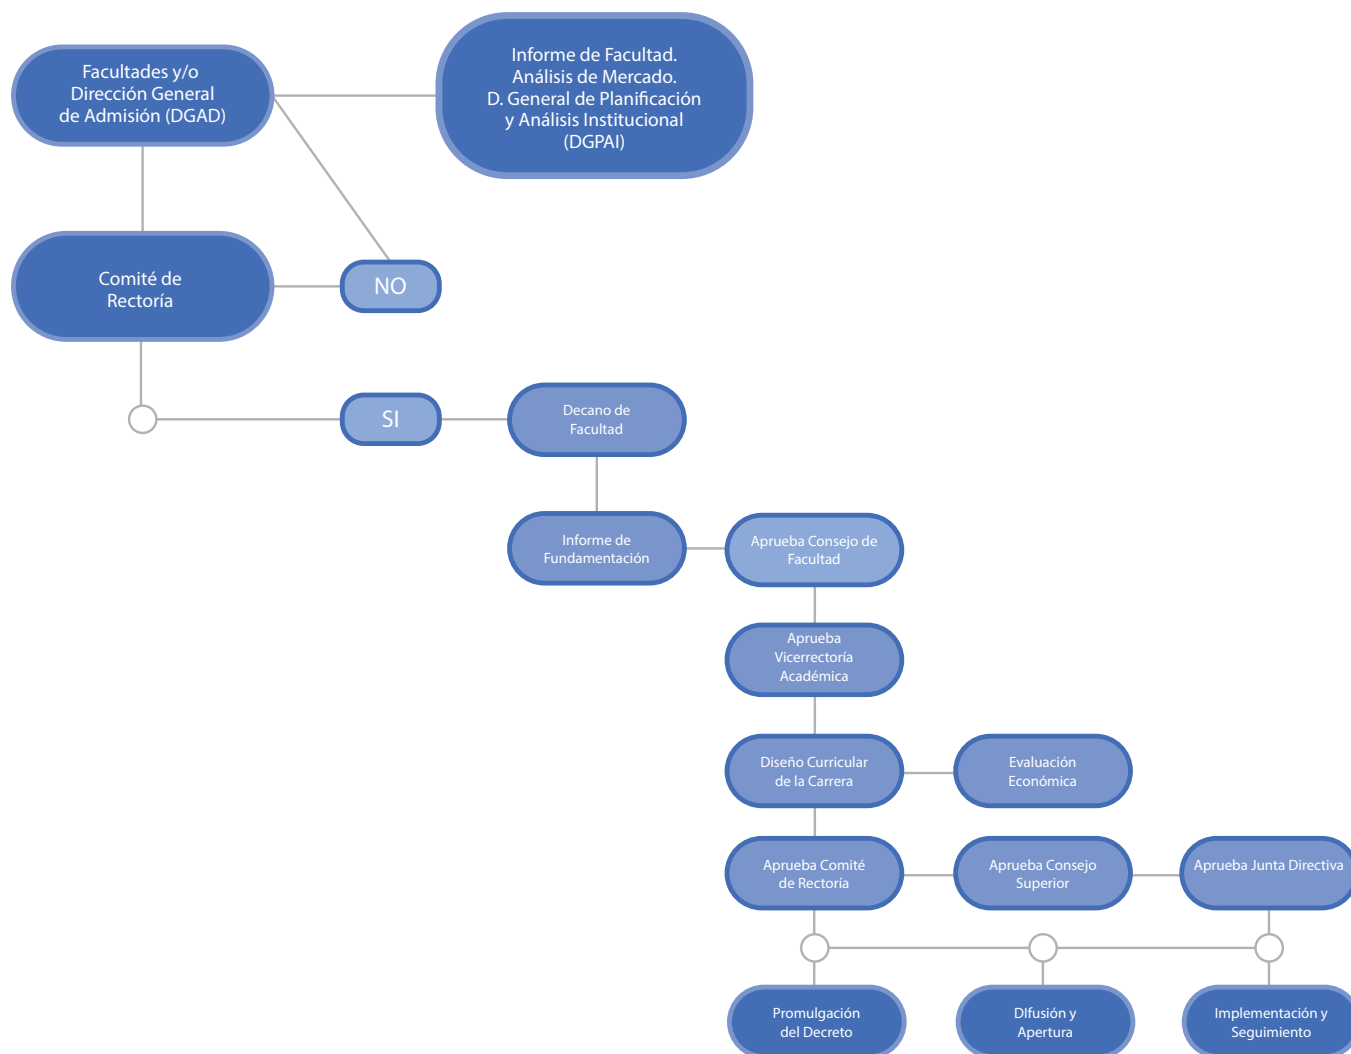 Facultades y/o
Dirección General
de Admisión (DGAD)
Informe de Facultad.
Análisis de Mercado.
D. General de Planificación
y Análisis Institucional
(DGPAI)
Comité de
Rectoría
NO
SI
Decano de
Facultad
Informe de
Fundamentación
Aprueba Consejo de
Facultad
Aprueba
Vicerrectoría
Académica
Diseño Curricular
de la Carrera
Evaluación
Económica
Aprueba Comité
de Rectoría
Aprueba Consejo
Superior
Aprueba Junta Directiva
Promulgación
del Decreto
DIfusión y
Apertura
Implementación y
Seguimiento